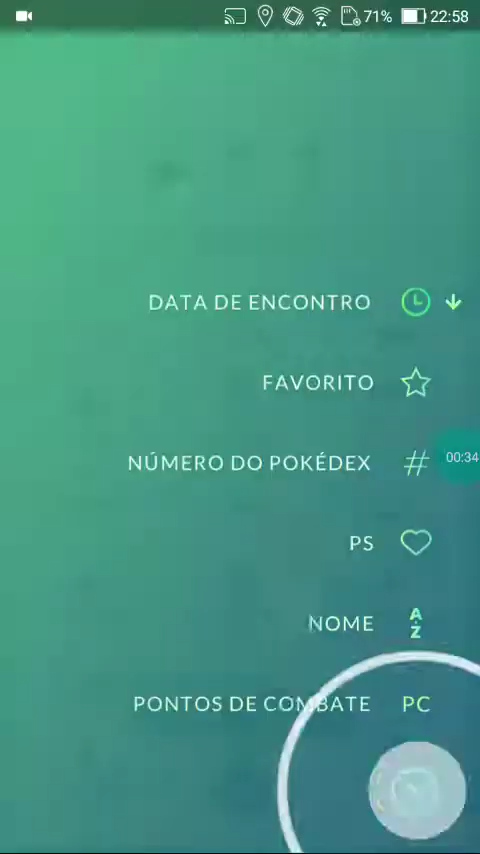 71% 22:58
DATA DE ENCONTRO
FAVORITO
NÚMERO DO POKÉDEX #
00:34
PS
NOME A-Z
PONTOS DE COMBATE PC